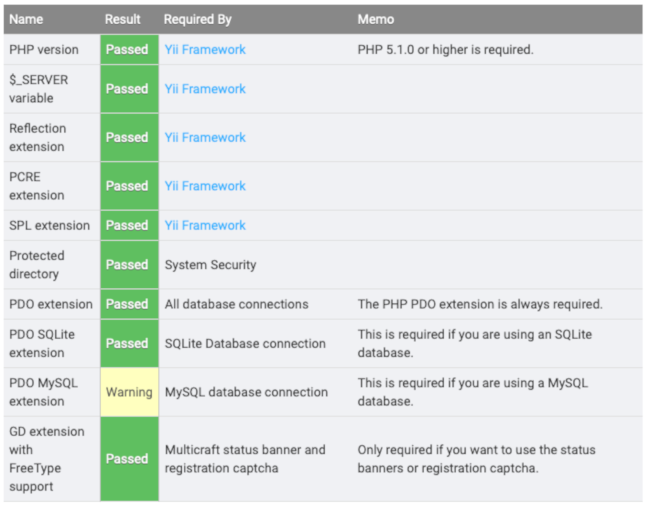 Name Result Required By Memo
PHP version Passed Yii Framework PHP 5.1.0 or higher is required.
$_SERVER
variable Passed Yii Framework
Reflection
extension Passed Yii Framework
PCRE
extension Passed Yii Framework
SPL extension Passed Yii Framework
Protected
directory Passed System Security
PDO extension Passed All database connections The PHP PDO extension is always required.
PDO SQLite
extension Passed SQLite Database connection This is required if you are using an SQLite
database.
PDO MySQL
extension Warning MySQL database connection This is required if you are using a MySQL
database.
GD extension
with
FreeType
support Passed Multicraft status banner and
registration captcha Only required if you want to use the status
banners or registration captcha.